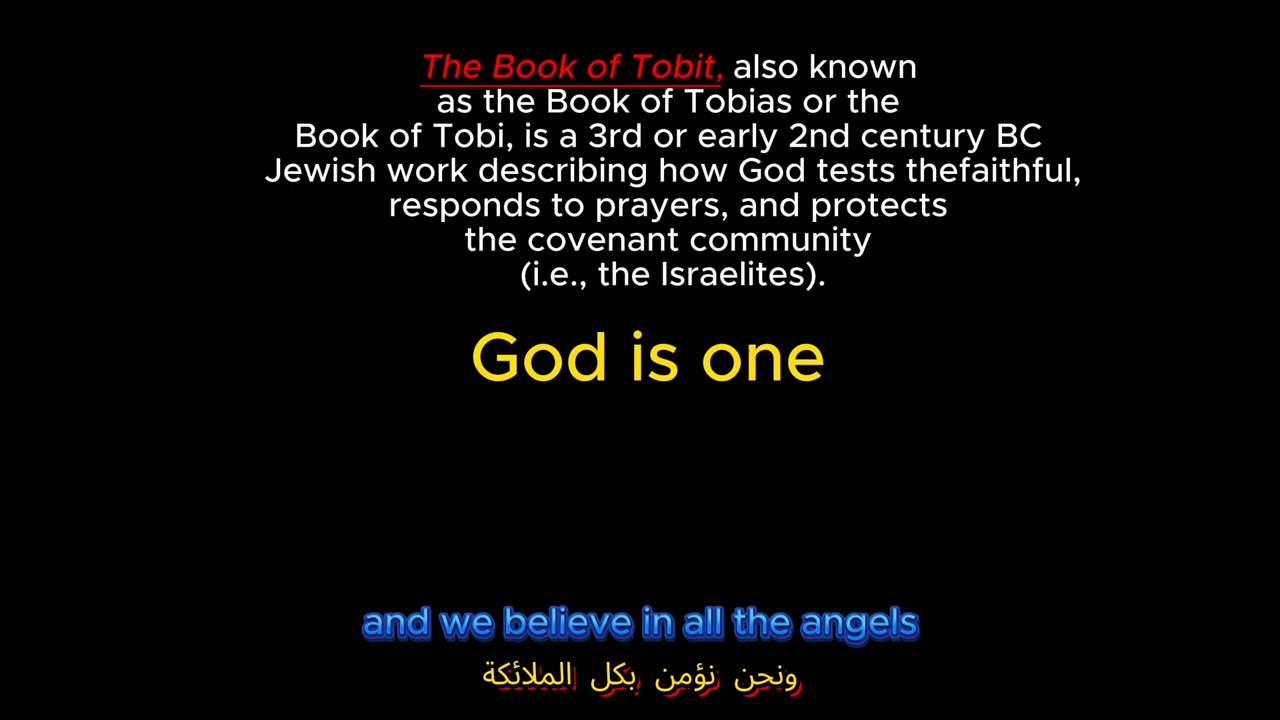 The Book of Tobit, also known
as the Book of Tobias or the
Book of Tobi, is a 3rd or early 2nd century BC
Jewish work describing how God tests thefaithful,
responds to prayers, and protects
the covenant community
(i.e., the Israelites).
God is one
and we believe in all the angels
ونحن نؤمن بكل الملائكة